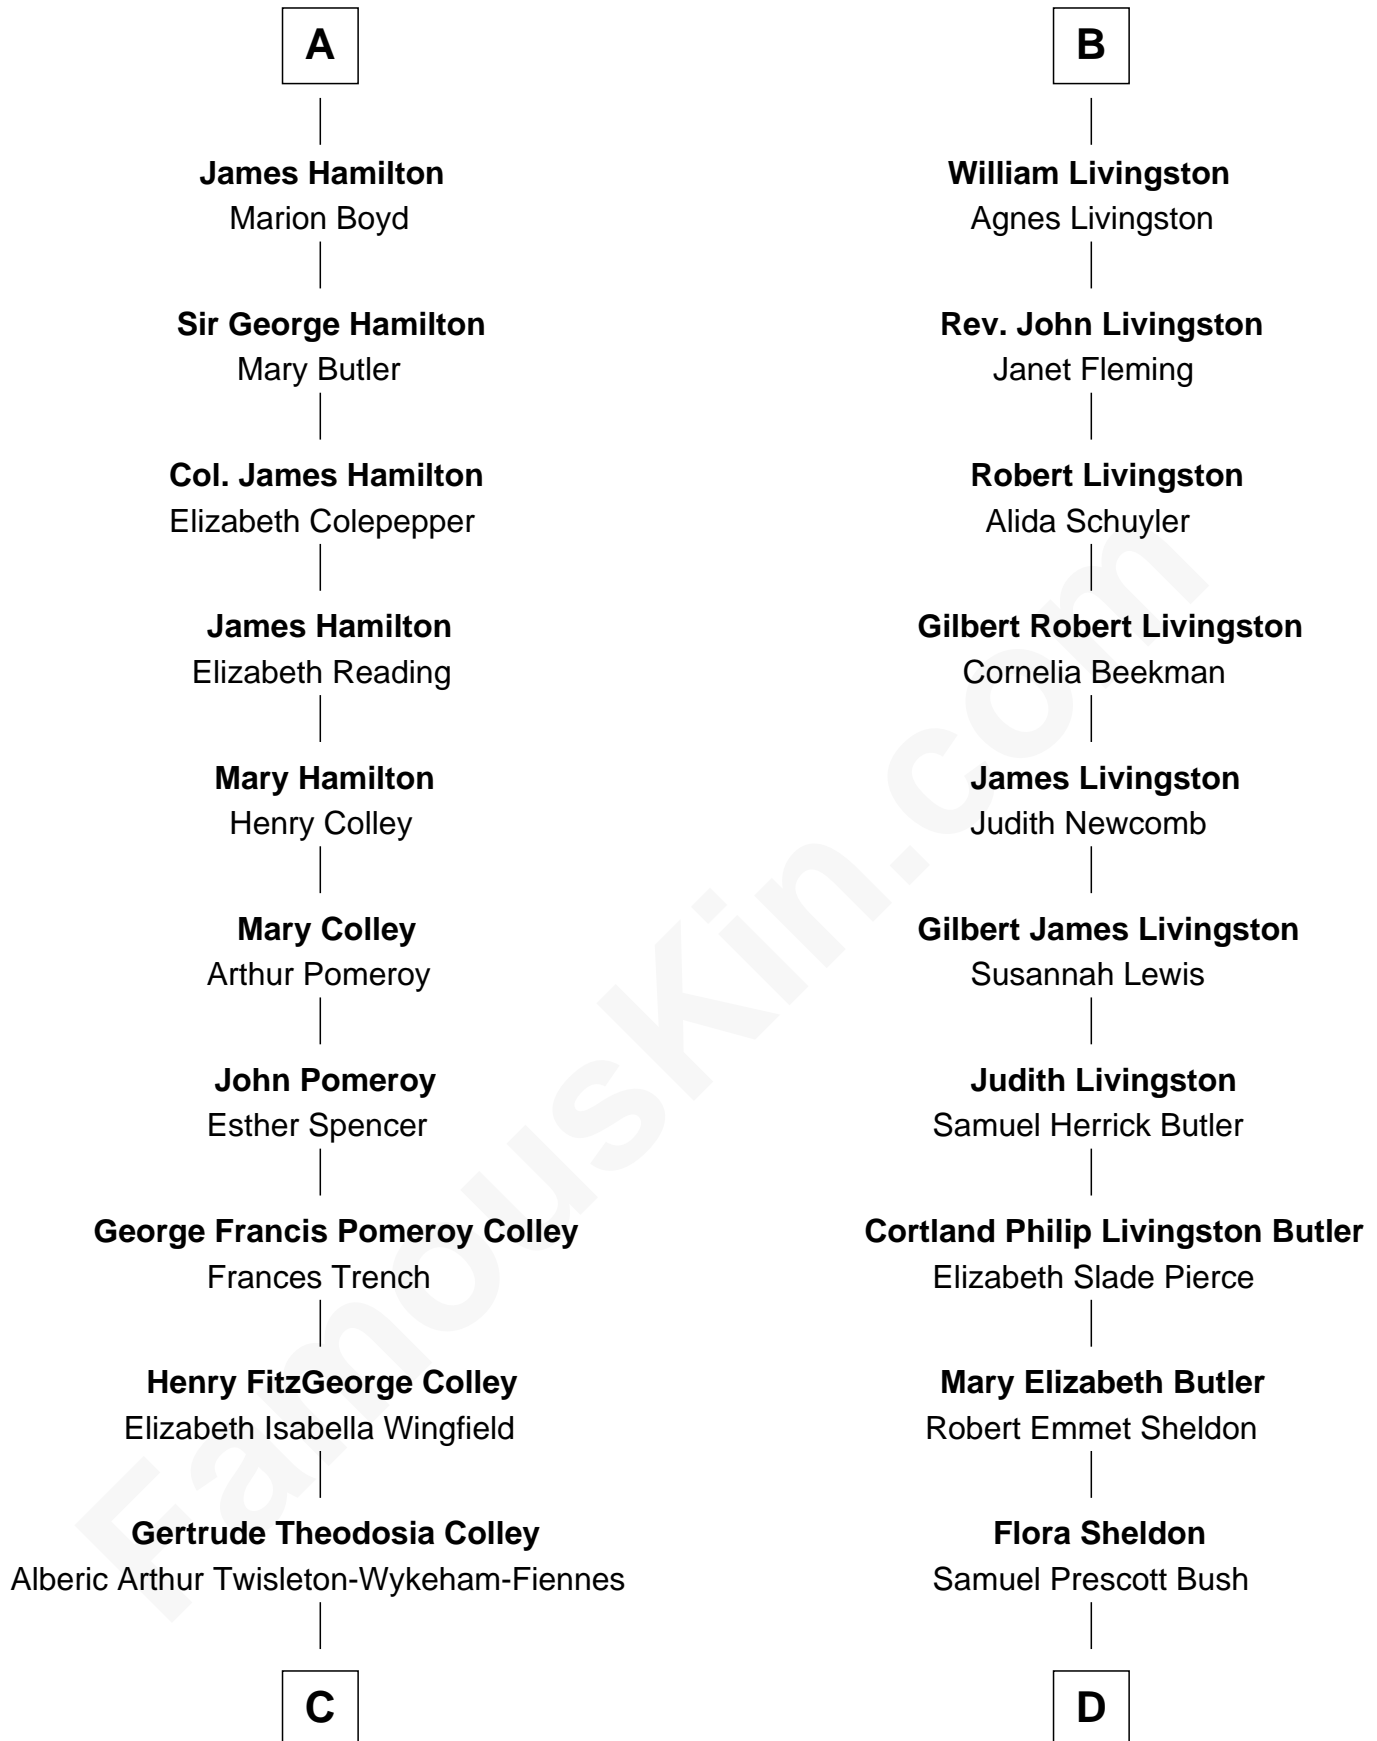 A
James Hamilton
Marion Boyd
Sir George Hamilton
Mary Butler
Col. James Hamilton
Elizabeth Colepepper
James Hamilton
Elizabeth Reading
Mary Hamilton
Henry Colley
Mary Colley
Arthur Pomeroy
John Pomeroy
Esther Spencer
George Francis Pomeroy Colley
Frances Trench
Henry FitzGeorge Colley
Elizabeth Isabella Wingfield
Gertrude Theodosia Colley
Alberic Arthur Twisleton-Wykeham-Fiennes
C
B
William Livingston
Agnes Livingston
Rev. John Livingston
Janet Fleming
Robert Livingston
Alida Schuyler
Gilbert Robert Livingston
Cornelia Beekman
James Livingston
Judith Newcomb
Gilbert James Livingston
Susannah Lewis
Judith Livingston
Samuel Herrick Butler
Cortland Philip Livingston Butler
Elizabeth Slade Pierce
Mary Elizabeth Butler
Robert Emmet Sheldon
Flora Sheldon
Samuel Prescott Bush
D
FamousKin.com